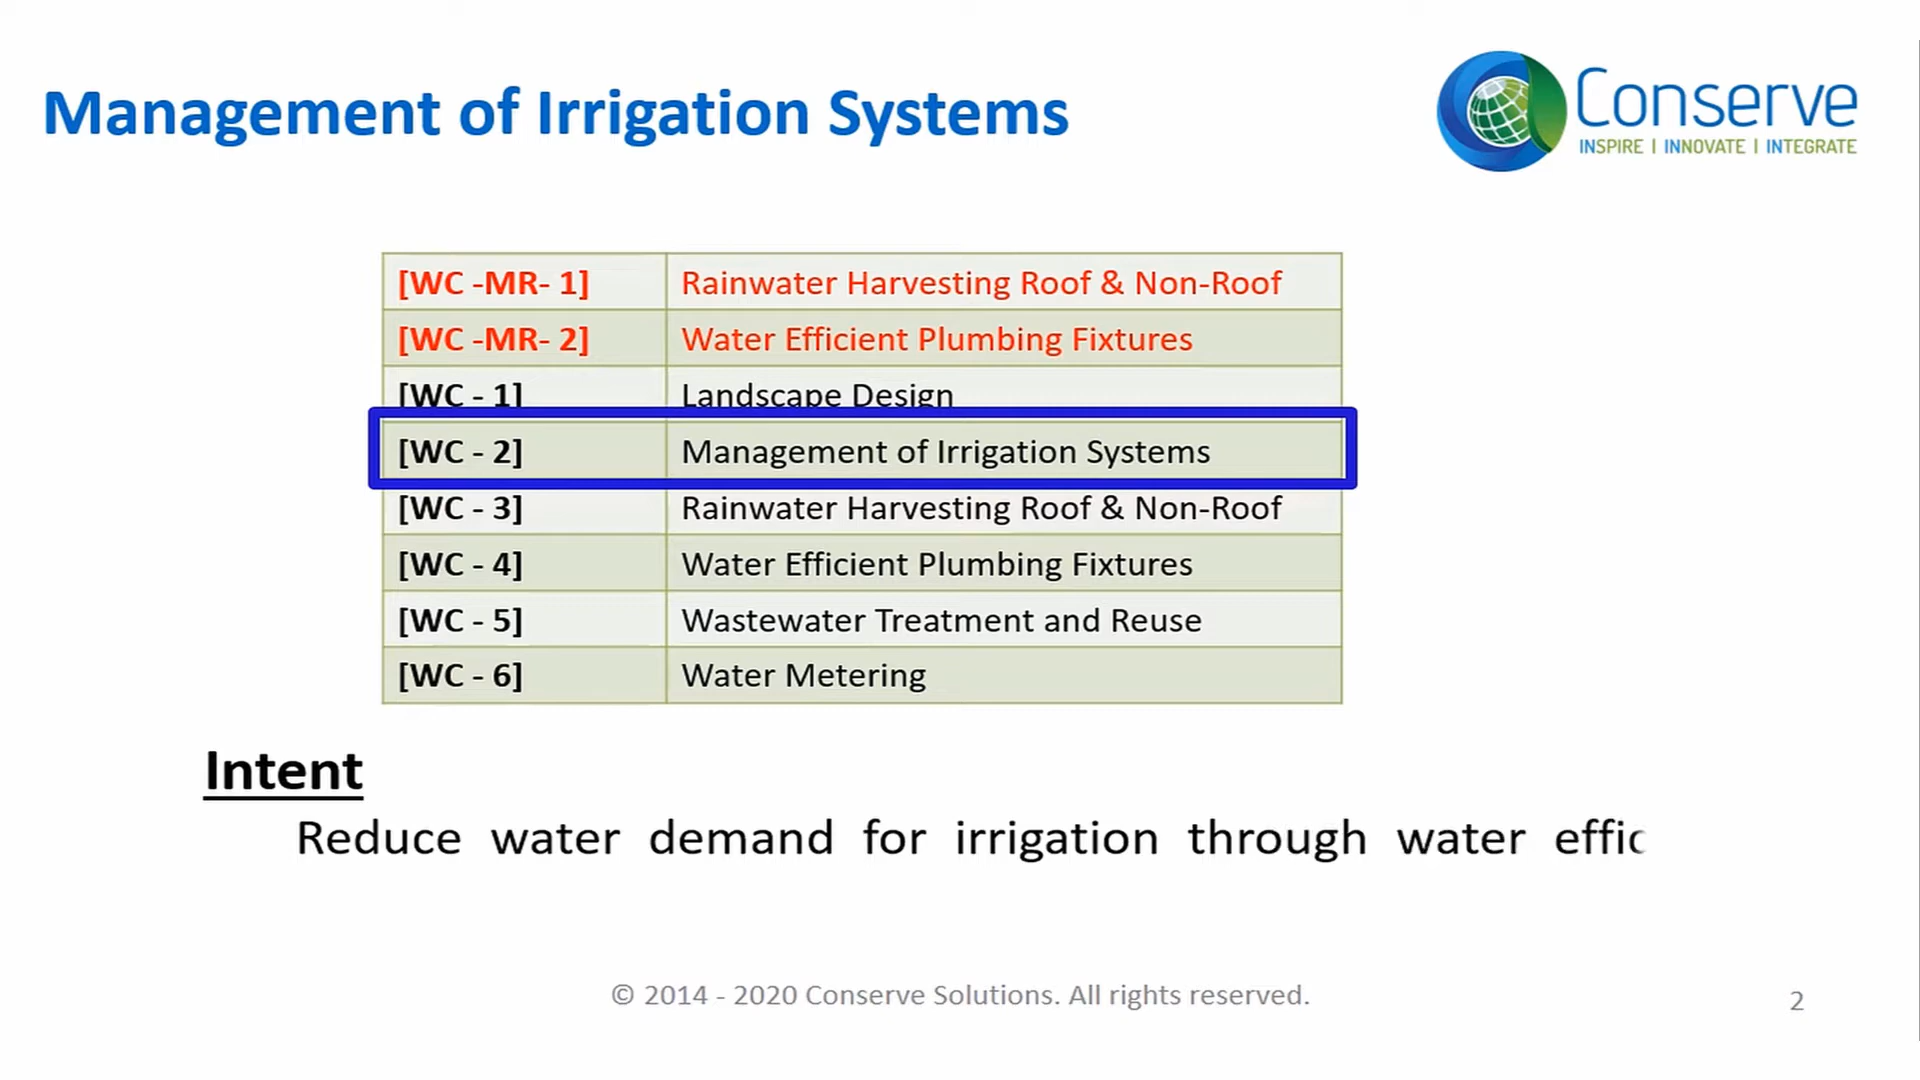 Management of Irrigation Systems
Conserve
INSPIRE | INNOVATE | INTEGRATE
[WC -MR- 1] Rainwater Harvesting Roof & Non-Roof
[WC -MR- 2] Water Efficient Plumbing Fixtures
[WC - 1] Landscape Design
[WC - 2] Management of Irrigation Systems
[WC - 3] Rainwater Harvesting Roof & Non-Roof
[WC - 4] Water Efficient Plumbing Fixtures
[WC - 5] Wastewater Treatment and Reuse
[WC - 6] Water Metering
Intent
Reduce water demand for irrigation through water
© 2014 - 2020 Conserve Solutions. All rights reserved.
2